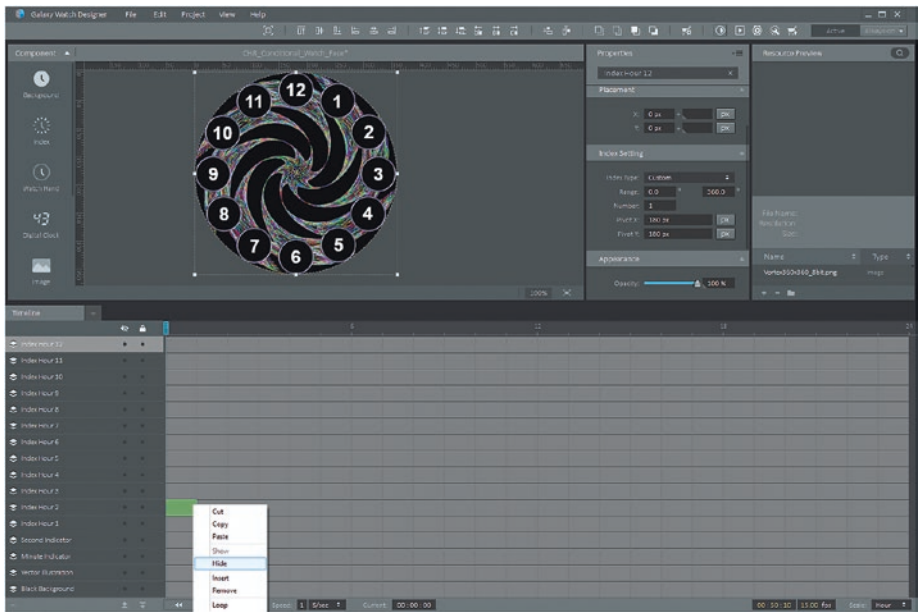 Galaxy Watch Designer File Edit Project View Help
Component
Properties
Resource Preview
Background
Index
Watch Hand
Digital Clock
Image
12
11
1
10
2
9
3
8
4
7
5
6
100%
Index Hour 12
Placement
X: 0 px
Y: 0 px
Index Setting
Index Type: Custom
Range: 0.0 360.0
Number: 1
Pivot X: 180 px
Pivot Y: 180 px
Appearance
Opacity: 100 %
File Name:
Resolution:
Size:
Name Type
Vortex360x360_8bit.png Image
Timeline
6 12 18 24
Index Hour 12
Index Hour 11
Index Hour 10
Index Hour 9
Index Hour 8
Index Hour 7
Index Hour 6
Index Hour 5
Index Hour 4
Index Hour 3
Index Hour 2
Index Hour 1
Second Indicator
Minute Indicator
Vector Illustration
Black Background
Cut
Copy
Paste
Show
Hide
Insert
Remove
Loop
Speed: 1 S/sec Current: 00:00:00
15.00 fps Scale: Hour